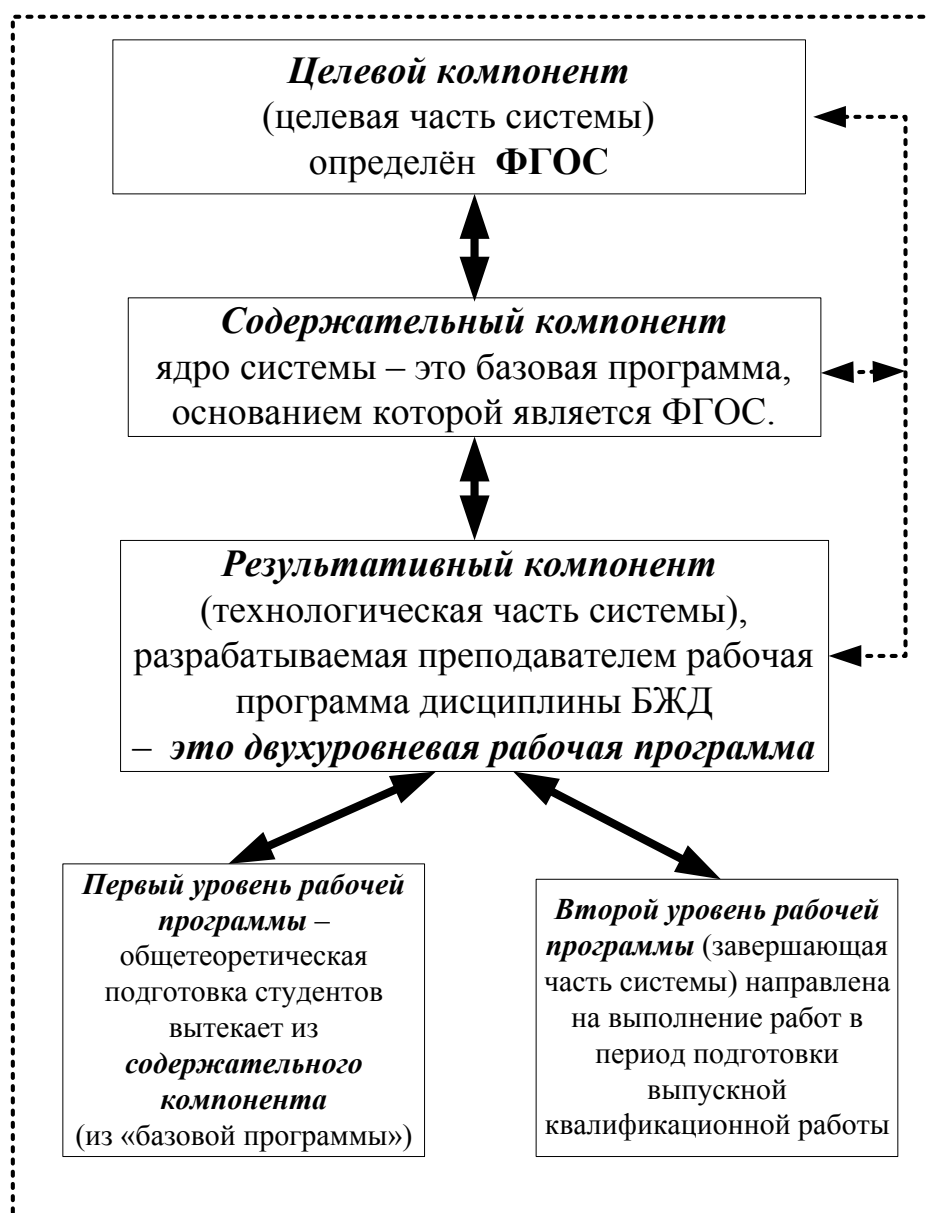 Целевой компонент
(целевая часть системы)
определён ФГОС
Содержательный компонент
ядро системы – это базовая программа,
основанием которой является ФГОС.
Результативный компонент
(технологическая часть системы),
разрабатываемая преподавателем рабочая
программа дисциплины БЖД
– это двухуровневая рабочая программа
Первый уровень рабочей
программы –
общетеоретическая
подготовка студентов
вытекает из
содержательного
компонента
(из «базовой программы»)
Второй уровень рабочей
программы (завершающая
часть системы) направлена
на выполнение работ в
период подготовки
выпускной
квалификационной работы